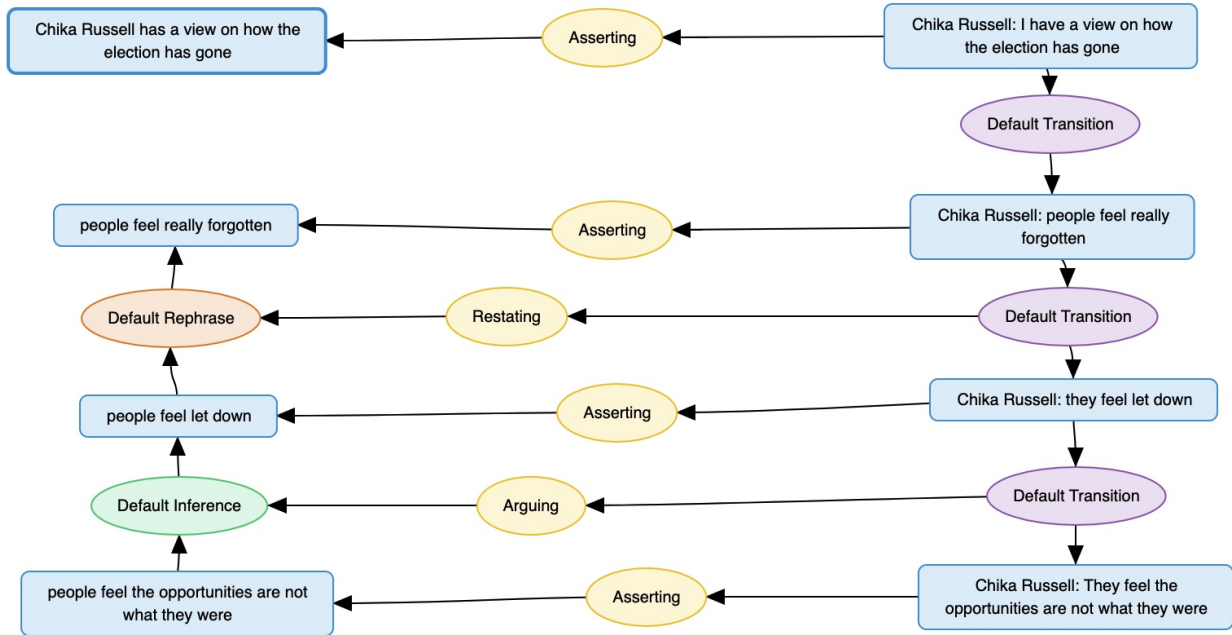 Chika Russell has a view on how the
election has gone
Asserting
Chika Russell: I have a view on how
the election has gone
Default Transition
people feel really forgotten
Asserting
Chika Russell: people feel really
forgotten
Default Rephrase
Restating
Default Transition
people feel let down
Asserting
Chika Russell: they feel let down
Default Inference
Arguing
Default Transition
people feel the opportunities are not
what they were
Asserting
Chika Russell: They feel the
opportunities are not what they were